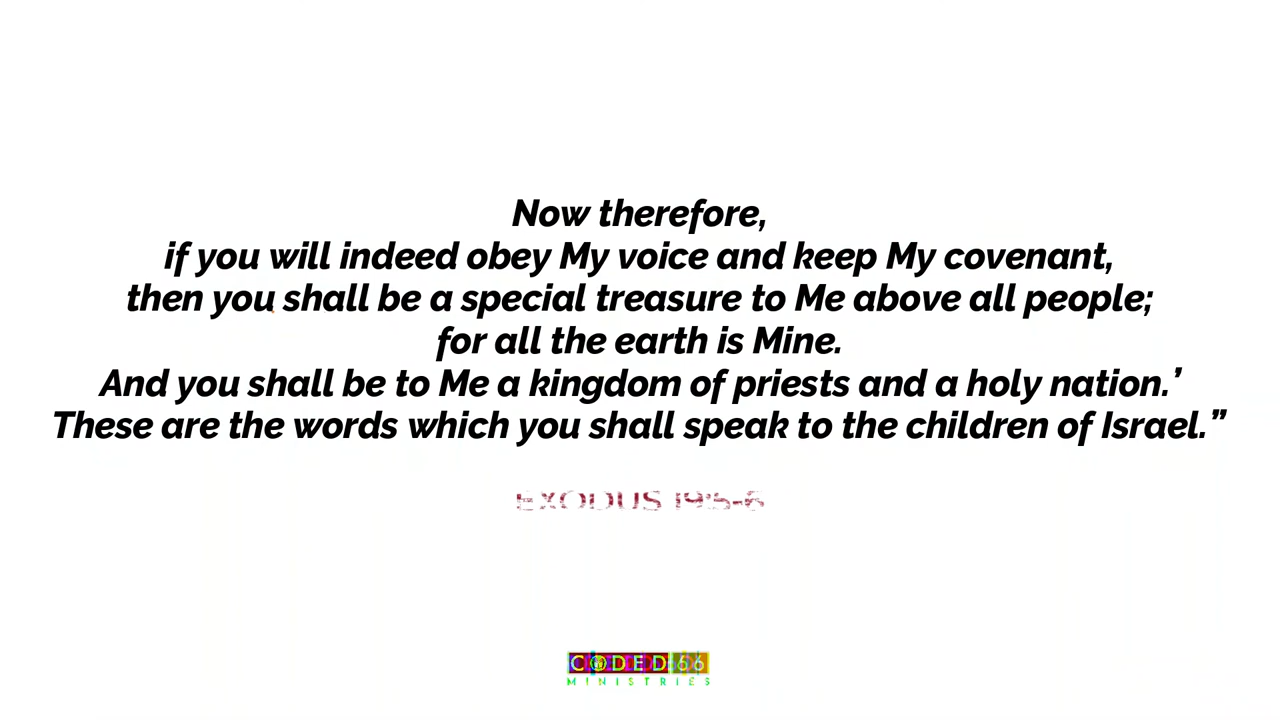 Now therefore,
if you will indeed obey My voice and keep My covenant,
then you shall be a special treasure to Me above all people;
for all the earth is Mine.
And you shall be to Me a kingdom of priests and a holy nation.’
These are the words which you shall speak to the children of Israel.”
EXODUS 19:5-6
CODED 66
MINISTRIES